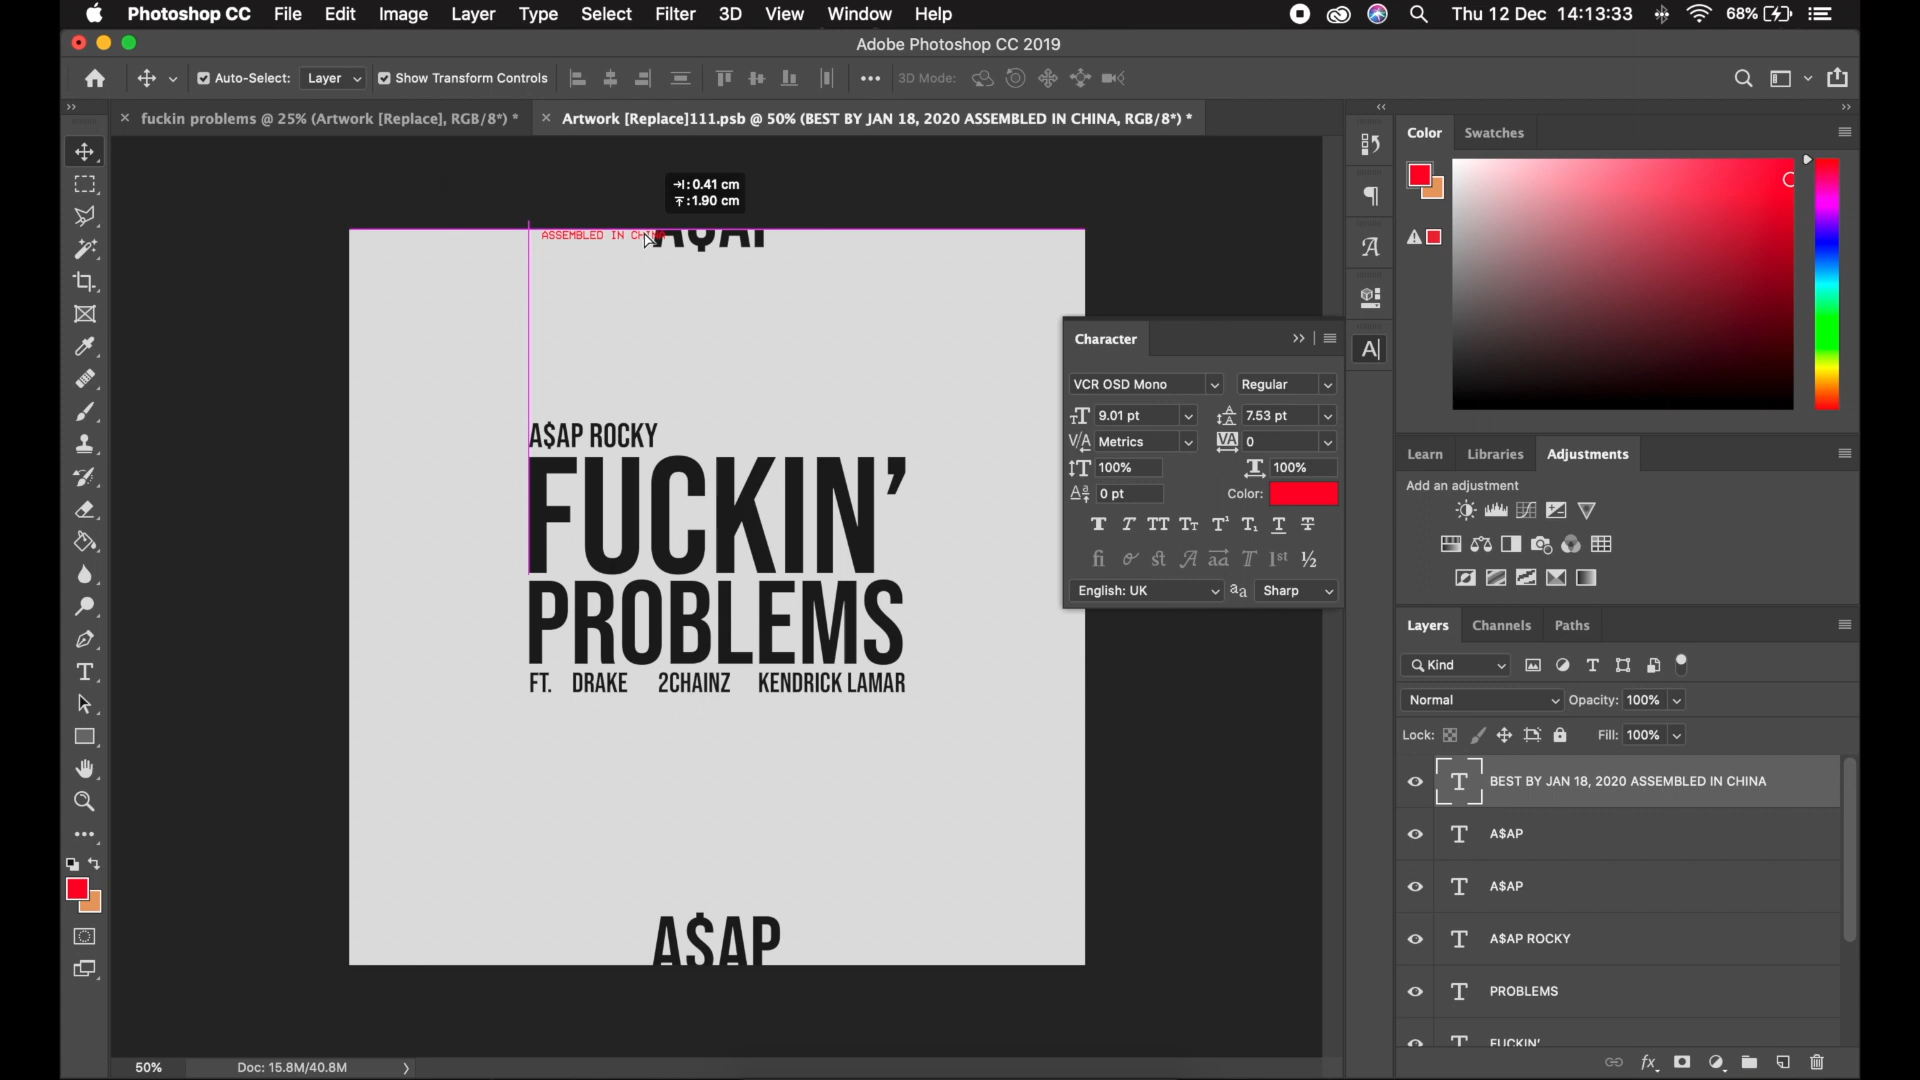 Photoshop CC File Edit Image Layer Type Select Filter 3D View Window Help Thu 12 Dec 14:13:33 68%
Adobe Photoshop CC 2019
Auto-Select: Layer Show Transform Controls 3D Mode:
fuckin problems @ 25% (Artwork [Replace], RGB/8*) *
Artwork [Replace]111.psb @ 50% (BEST BY JAN 18, 2020 ASSEMBLED IN CHINA, RGB/8*) *
Color Swatches
: 0.41 cm
: 1.90 cm
ASSEMBLED IN CHINA
A$AP
A$AP ROCKY
FUCKIN’
PROBLEMS
FT. DRAKE 2CHAINZ KENDRICK LAMAR
A$AP
Character
VCR OSD Mono Regular
9.01 pt 7.53 pt
Metrics 0
100% 100%
0 pt Color:
English: UK Sharp
Learn Libraries Adjustments
Add an adjustment
Layers Channels Paths
Kind
Normal Opacity: 100%
Lock: Fill: 100%
BEST BY JAN 18, 2020 ASSEMBLED IN CHINA
A$AP
A$AP
A$AP ROCKY
PROBLEMS
FUCKIN'
50% Doc: 15.8M/40.8M